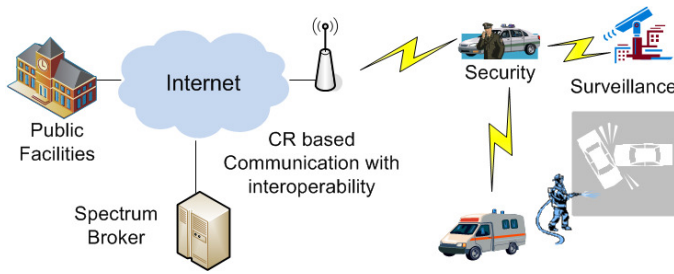 Internet
Security
Surveillance
Public
Facilities
CR based
Communication with
interoperability
Spectrum
Broker